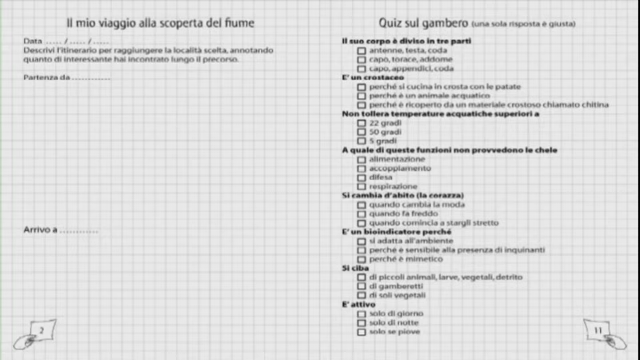 Il mio viaggio alla scoperta del fiume
Data ..... / ..... / .....
Descrivi l'itinerario per raggiungere la località scelta, annotando
quanto di interessante hai incontrato lungo il percorso.
Partenza da ............
Arrivo a ............
2
Quiz sul gambero (una sola risposta è giusta)
Il suo corpo è diviso in tre parti
antenne, testa, coda
capo, torace, addome
capo, appendici, coda
E' un crostaceo
perché si cucina in crosta con le patate
perché è un animale acquatico
perché è ricoperto da un materiale crostoso chiamato chitina
Non tollera temperature acquatiche superiori a
22 gradi
50 gradi
5 gradi
A quale di queste funzioni non provvedono le chele
alimentazione
accoppiamento
difesa
respirazione
Si cambia d'abito (la corazza)
quando cambia la moda
quando fa freddo
quando comincia a stargli stretto
E' un bioindicatore perché
si adatta all'ambiente
perché è sensibile alla presenza di inquinanti
perché è mimetico
Si ciba
di piccoli animali, larve, vegetali, detrito
di gamberetti
di soli vegetali
E' attivo
solo di giorno
solo di notte
solo se piove
11